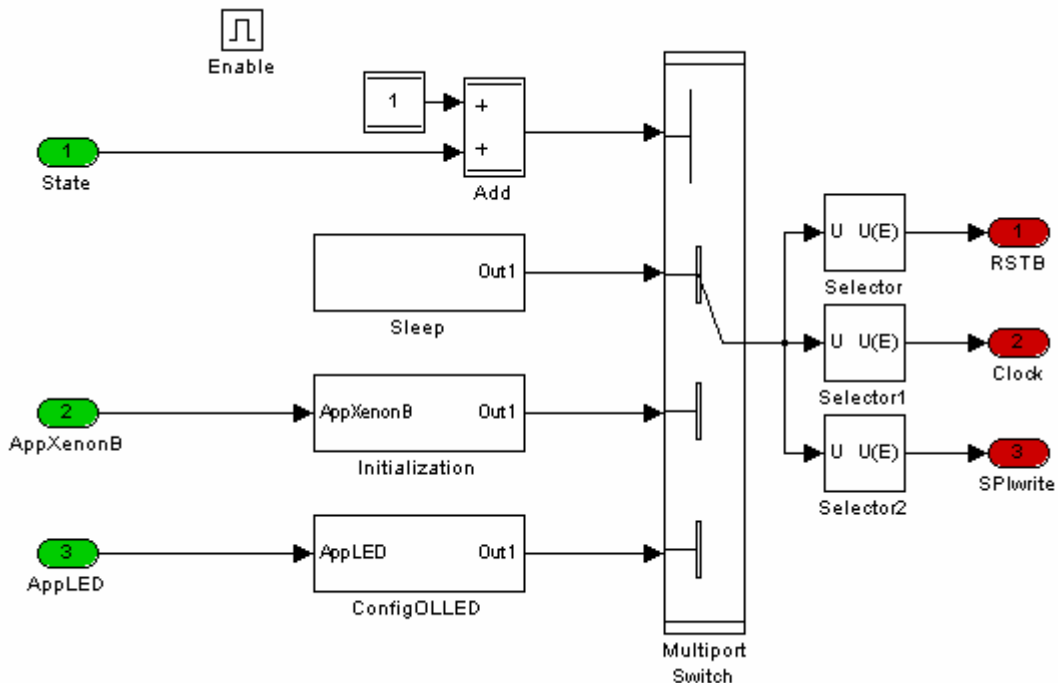 Enable
1
+
+
Add
1
State
Out1
Sleep
U U(E)
Selector
1
RSTB
U U(E)
Selector1
2
Clock
2
AppXenonB
AppXenonB Out1
Initialization
U U(E)
Selector2
3
SPIwrite
3
AppLED
AppLED Out1
ConfigOLLED
Multiport
Switch